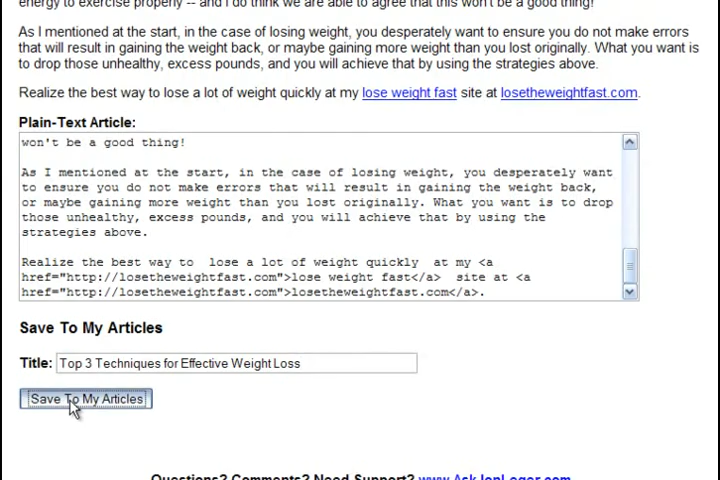 energy to exercise properly -- and I do think we are able to agree that this won't be a good thing!
As I mentioned at the start, in the case of losing weight, you desperately want to ensure you do not make errors
that will result in gaining the weight back, or maybe gaining more weight than you lost originally. What you want is
to drop those unhealthy, excess pounds, and you will achieve that by using the strategies above.
Realize the best way to lose a lot of weight quickly at my lose weight fast site at losetheweightfast.com.
Plain-Text Article:
won't be a good thing!
As I mentioned at the start, in the case of losing weight, you desperately want
to ensure you do not make errors that will result in gaining the weight back,
or maybe gaining more weight than you lost originally. What you want is to drop
those unhealthy, excess pounds, and you will achieve that by using the
strategies above.
Realize the best way to  lose a lot of weight quickly  at my <a
href="http://losetheweightfast.com">lose weight fast</a>  site at <a
href="http://losetheweightfast.com">losetheweightfast.com</a>.
Save To My Articles
Title: Top 3 Techniques for Effective Weight Loss
Save To My Articles
Questions? Comments? Need Support? www.AskJonLeger.com